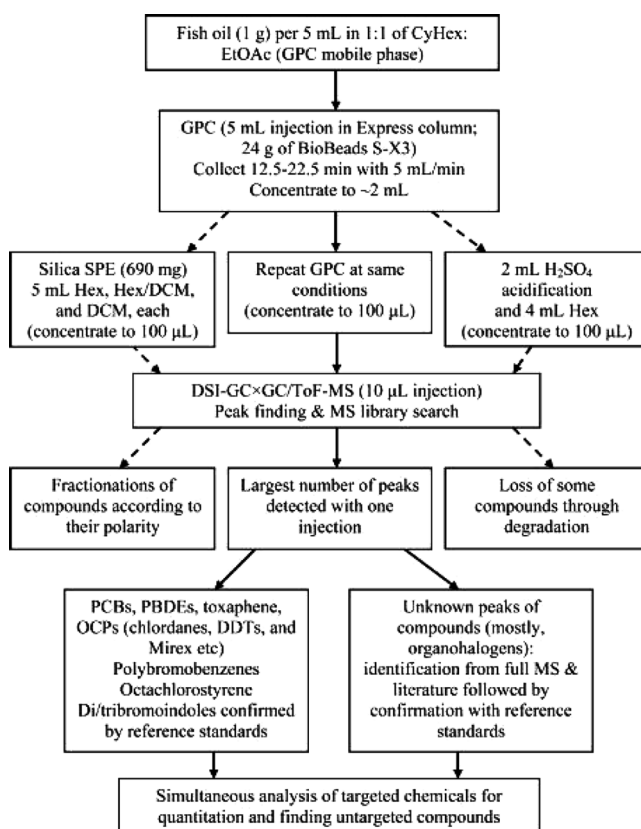 Fish oil (1 g) per 5 mL in 1:1 of CyHex:
EtOAc (GPC mobile phase)
GPC (5 mL injection in Express column;
24 g of BioBeads S-X3)
Collect 12.5-22.5 min with 5 mL/min
Concentrate to ~2 mL
Silica SPE (690 mg)
5 mL Hex, Hex/DCM,
and DCM, each
(concentrate to 100 μL)
Repeat GPC at same
conditions
(concentrate to 100 μL)
2 mL H₂SO₄
acidification
and 4 mL Hex
(concentrate to 100 μL)
DSI-GC×GC/ToF-MS (10 μL injection)
Peak finding & MS library search
Fractionations of
compounds according to
their polarity
Largest number of peaks
detected with one
injection
Loss of some
compounds through
degradation
PCBs, PBDEs, toxaphene,
OCPs (chlordanes, DDTs, and
Mirex etc)
Polybromobenzenes
Octachlorostyrene
Di/tribromoindoles confirmed
by reference standards
Unknown peaks of
compounds (mostly,
organohalogens):
identification from full MS &
literature followed by
confirmation with reference
standards
Simultaneous analysis of targeted chemicals for
quantitation and finding untargeted compounds